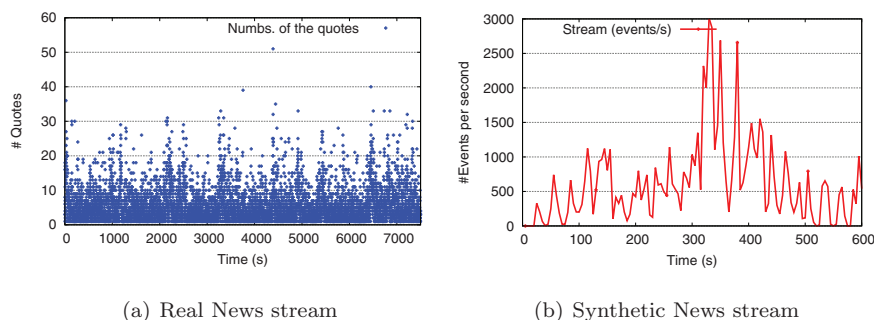 Numbs. of the quotes
# Quotes
60
50
40
30
20
10
0
0 1000 2000 3000 4000 5000 6000 7000
Time (s)
(a) Real News stream
Stream (events/s)
#Events per second
3000
2500
2000
1500
1000
500
0
0 100 200 300 400 500 600
Time (s)
(b) Synthetic News stream